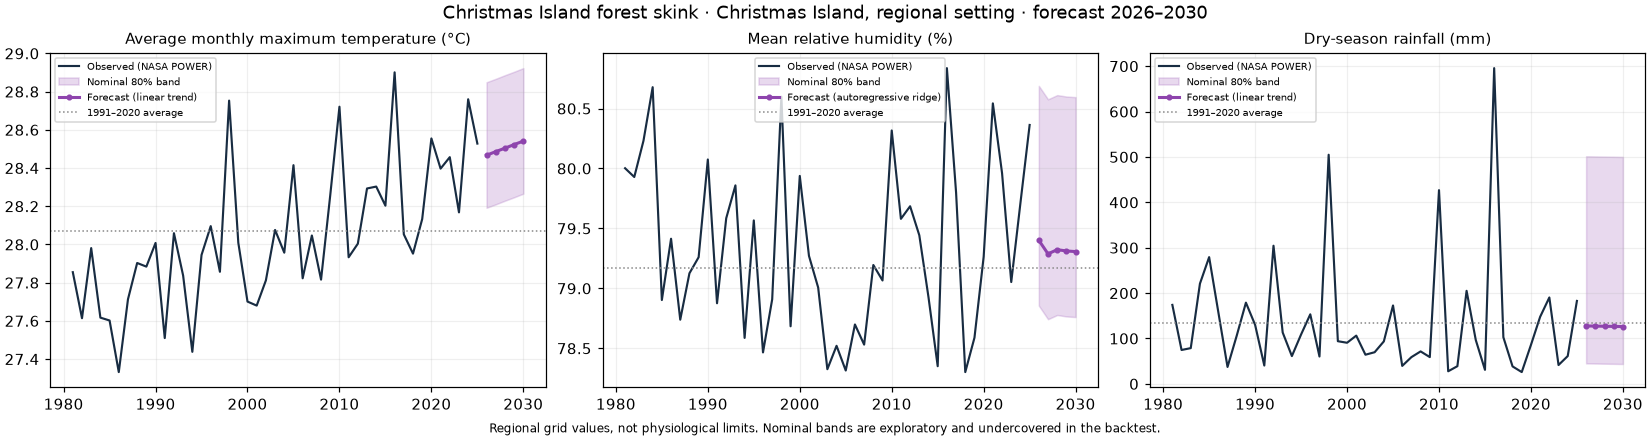 Christmas Island forest skink · Christmas Island, regional setting · forecast 2026–2030
Average monthly maximum temperature (°C)
29.0
28.8
28.6
28.4
28.2
28.0
27.8
27.6
27.4
1980 1990 2000 2010 2020 2030
Observed (NASA POWER)
Nominal 80% band
Forecast (linear trend)
1991–2020 average
Mean relative humidity (%)
80.5
80.0
79.5
79.0
78.5
1980 1990 2000 2010 2020 2030
Observed (NASA POWER)
Nominal 80% band
Forecast (autoregressive ridge)
1991–2020 average
Dry-season rainfall (mm)
700
600
500
400
300
200
100
0
1980 1990 2000 2010 2020 2030
Observed (NASA POWER)
Nominal 80% band
Forecast (linear trend)
1991–2020 average
Regional grid values, not physiological limits. Nominal bands are exploratory and undercovered in the backtest.